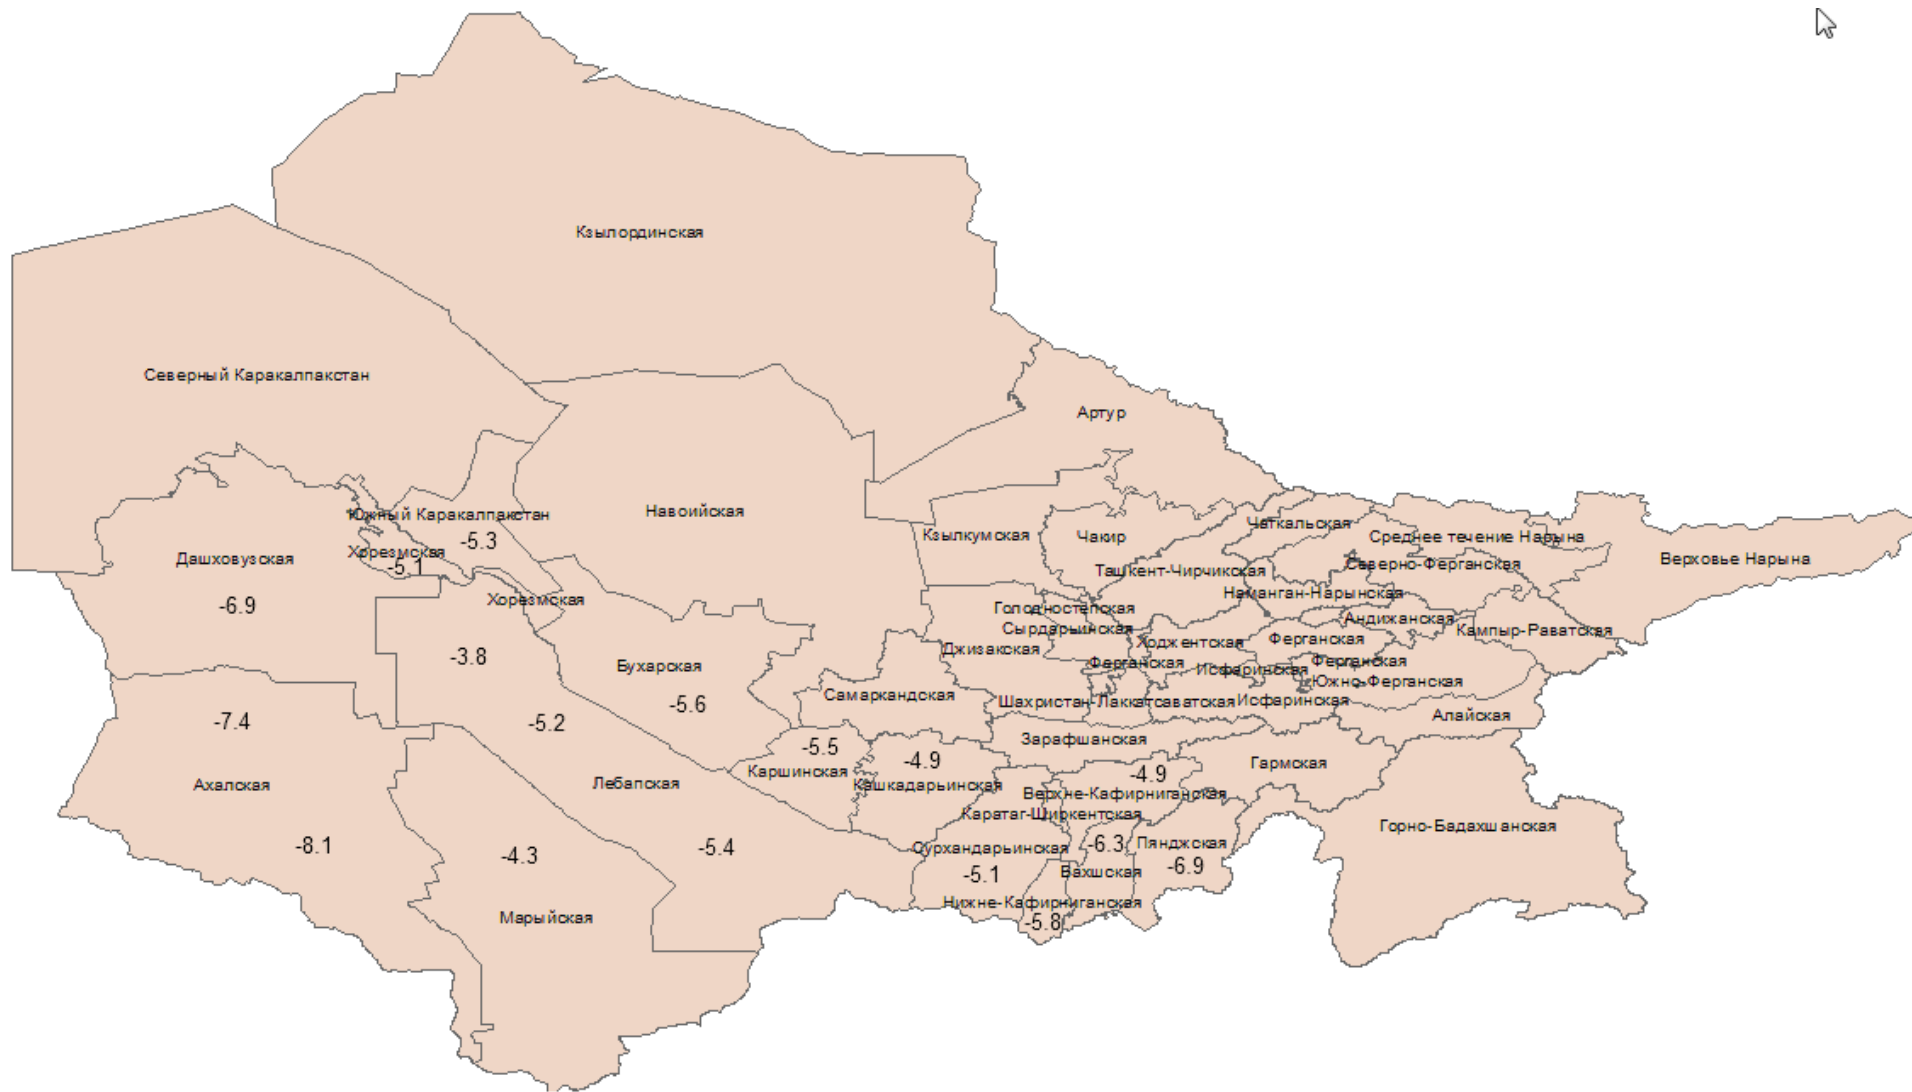 Кзылординская
Северный Каракалпакстан
Артур
Навоийская
Южный Каракалпакстан
-5.3
Хорезмская
-5.1
Дашховузская
-6.9
Хорезмская
Кзылкумская
Чакир
Чаткальская
Среднее течение Нарына
Верховье Нарына
Ташкент-Чирчикская
Северно-Ферганская
Наманган-Нарынская
Голодностепская
Сырдарьинская
Джизакская
Ходжентская
Ферганская
Андижанская
Кампыр-Раватская
Ферганская
Исфаринская
Ферганская
Южно-Ферганская
-3.8
Бухарская
-5.6
Самаркандская
Шахристан-Лаккатсаватская
Исфаринская
Алайская
-7.4
-5.2
-5.5
Каршинская
-4.9
Кашкадарьинская
Зарафшанская
-4.9
Верхне-Кафирниганская
Гармская
Ахалская
Лебапская
Каратаг-Ширкентская
-8.1
-4.3
-5.4
Сурхандарьинская
-5.1
-6.3
Вахшская
Пянджская
-6.9
Горно-Бадахшанская
Нижне-Кафирниганская
-5.8
Марыйская